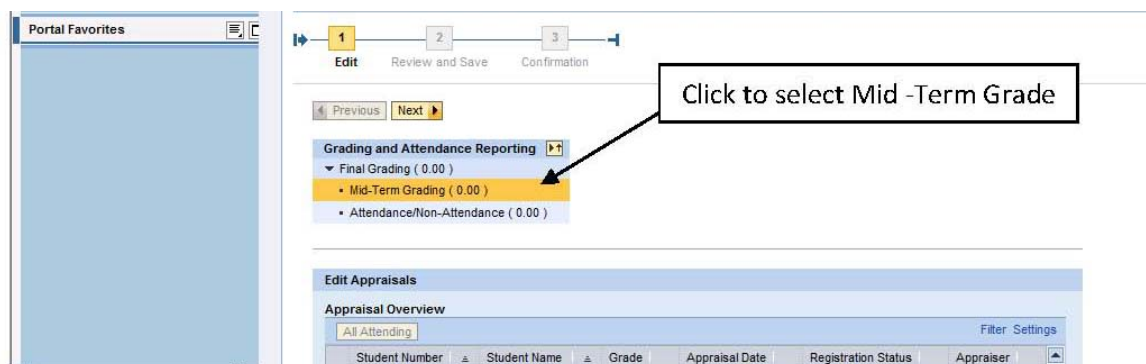 Portal Favorites
1 2 3
Edit Review and Save Confirmation
Click to select Mid -Term Grade
Previous Next
Grading and Attendance Reporting
Final Grading ( 0.00 )
Mid-Term Grading ( 0.00 )
Attendance/Non-Attendance ( 0.00 )
Edit Appraisals
Appraisal Overview
All Attending Filter Settings
Student Number Student Name Grade Appraisal Date Registration Status Appraiser